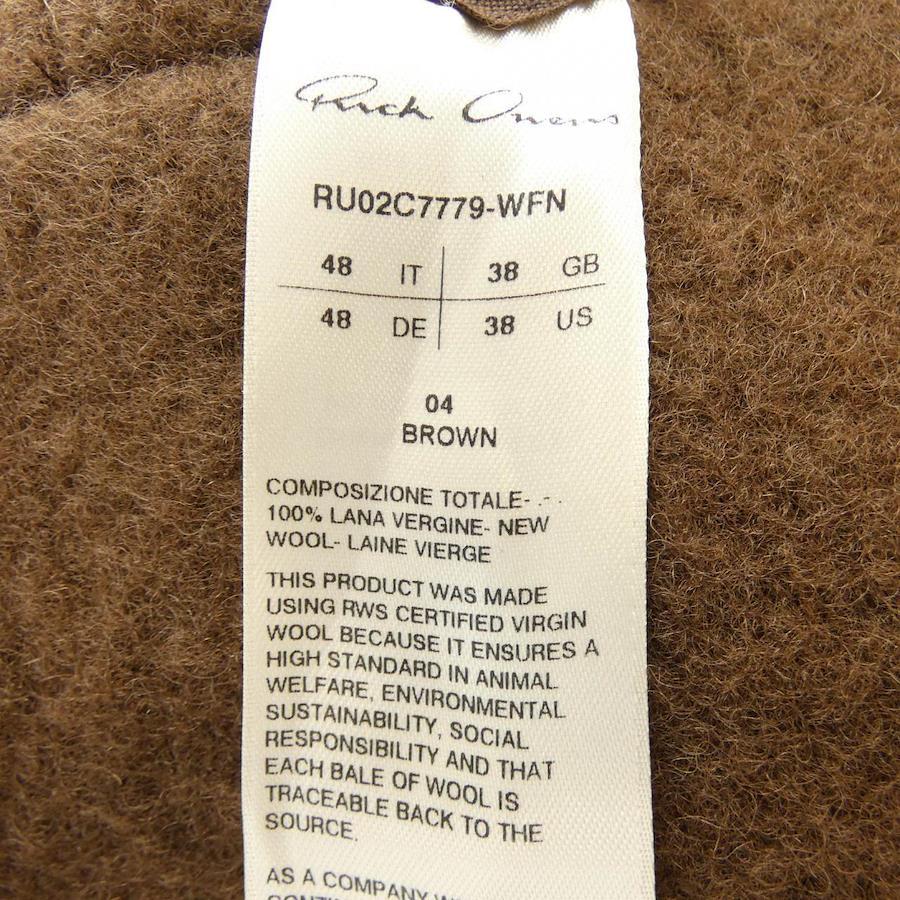 Rick Owens
RU02C7779-WFN
48 IT 38 GB
48 DE 38 US
04
BROWN
COMPOSIZIONE TOTALE-
100% LANA VERGINE- NEW
WOOL- LAINE VIERGE
THIS PRODUCT WAS MADE
USING RWS CERTIFIED VIRGIN
WOOL BECAUSE IT ENSURES A
HIGH STANDARD IN ANIMAL
WELFARE, ENVIRONMENTAL
SUSTAINABILITY, SOCIAL
RESPONSIBILITY AND THAT
EACH BALE OF WOOL IS
TRACEABLE BACK TO THE
SOURCE.
AS A COMPANY